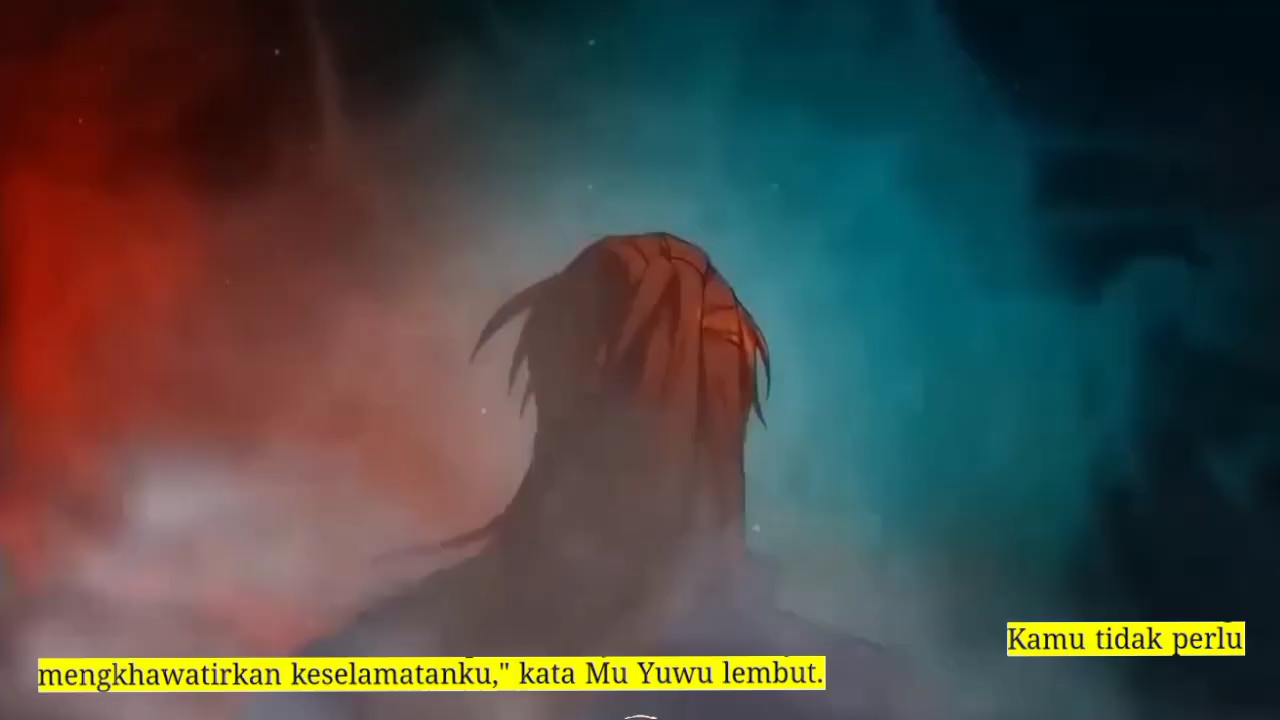 Kamu tidak perlu
mengkhawatirkan keselamatanku," kata Mu Yuwu lembut.